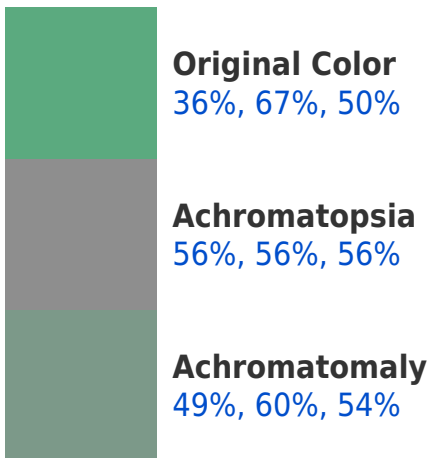 Original Color
36%, 67%, 50%
Achromatopsia
56%, 56%, 56%
Achromatomaly
49%, 60%, 54%